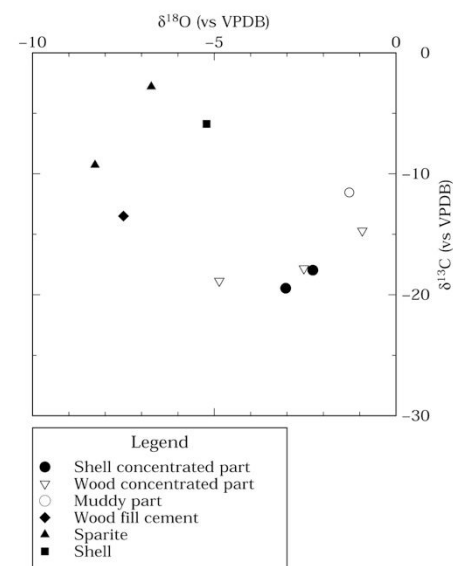 δ18O (vs VPDB)
−10 −5 0
0
−10
δ13C (vs VPDB)
−20
−30
Legend
Shell concentrated part
Wood concentrated part
Muddy part
Wood fill cement
Sparite
Shell